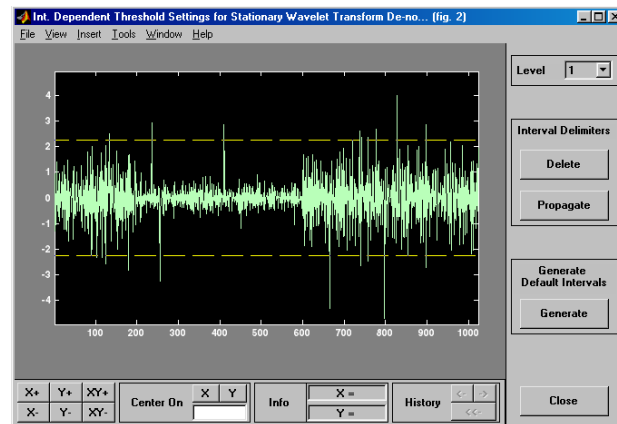 Int. Dependent Threshold Settings for Stationary Wavelet Transform De-no... (fig. 2)
File View Insert Tools Window Help
Level 1
4
3
2
1
0
-1
-2
-3
-4
100 200 300 400 500 600 700 800 900 1000
Interval Delimiters
Delete
Propagate
Generate
Default Intervals
Generate
X+ Y+ XY+
X- Y- XY-
Center On X Y
Info X =
Y =
History <- ->
<<-
Close